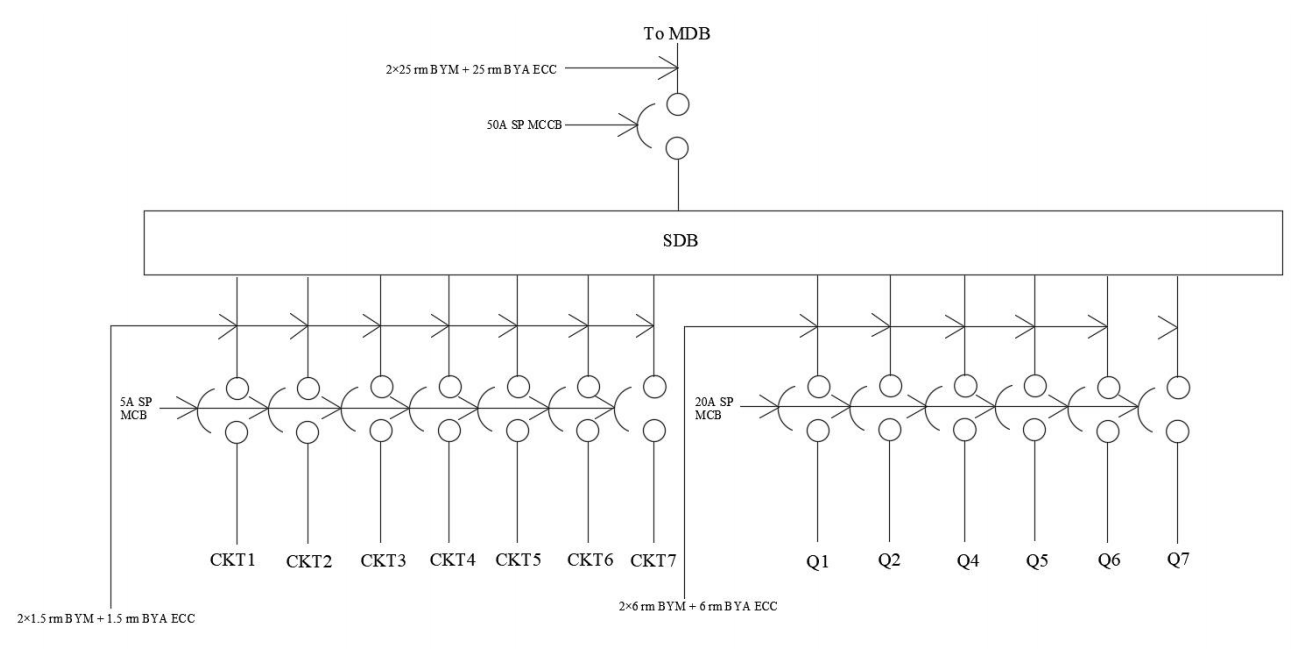 To MDB
2×25 rm BYM + 25 rm BYA ECC
50A SP MCCB
SDB
5A SP
MCB
20A SP
MCB
CKT1 CKT2 CKT3 CKT4 CKT5 CKT6 CKT7 Q1 Q2 Q4 Q5 Q6 Q7
2×6 rm BYM + 6 rm BYA ECC
2×1.5 rm BYM + 1.5 rm BYA ECC